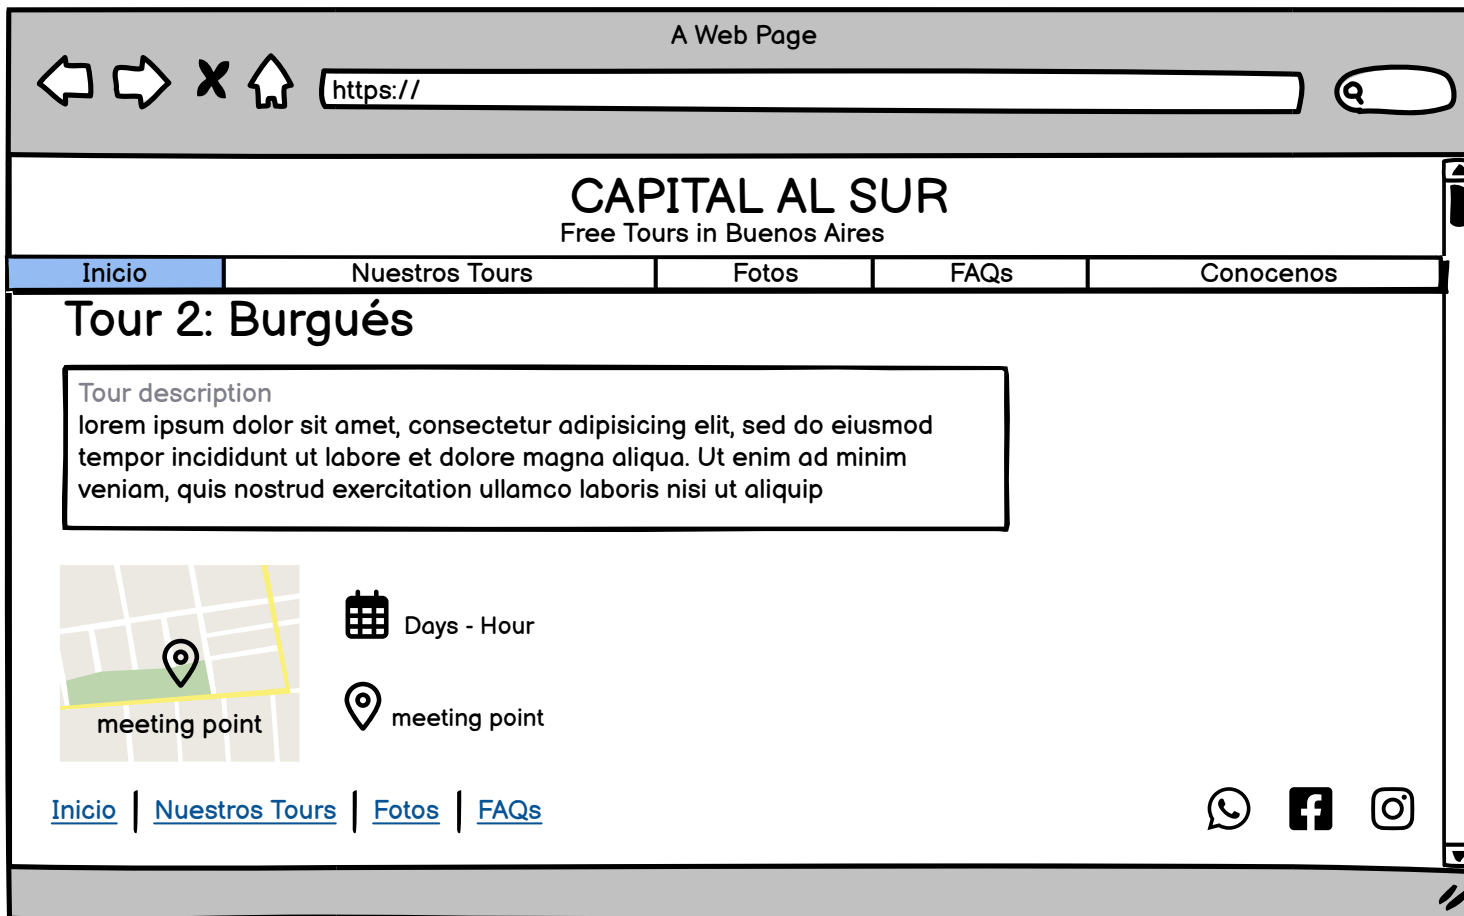 A Web Page
https://
CAPITAL AL SUR
Free Tours in Buenos Aires
Inicio Nuestros Tours Fotos FAQs Conocenos
Tour 2: Burgués
Tour description
lorem ipsum dolor sit amet, consectetur adipisicing elit, sed do eiusmod
tempor incididunt ut labore et dolore magna aliqua. Ut enim ad minim
veniam, quis nostrud exercitation ullamco laboris nisi ut aliquip
Days - Hour
meeting point
meeting point
Inicio Nuestros Tours Fotos FAQs